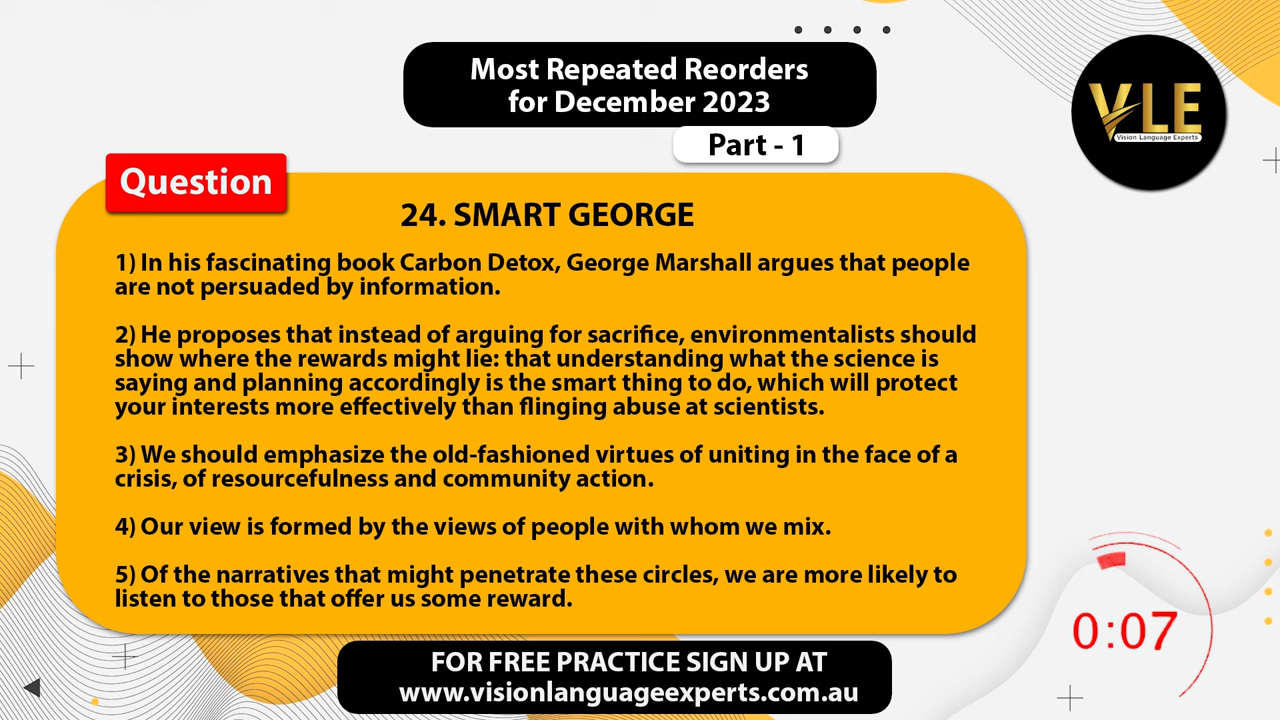 Most Repeated Reorders
for December 2023
Part - 1
VLE
Vision Language Experts
Question
24. SMART GEORGE
1) In his fascinating book Carbon Detox, George Marshall argues that people
are not persuaded by information.
2) He proposes that instead of arguing for sacrifice, environmentalists should
show where the rewards might lie: that understanding what the science is
saying and planning accordingly is the smart thing to do, which will protect
your interests more effectively than flinging abuse at scientists.
3) We should emphasize the old-fashioned virtues of uniting in the face of a
crisis, of resourcefulness and community action.
4) Our view is formed by the views of people with whom we mix.
5) Of the narratives that might penetrate these circles, we are more likely to
listen to those that offer us some reward.
0:07
FOR FREE PRACTICE SIGN UP AT
www.visionlanguageexperts.com.au